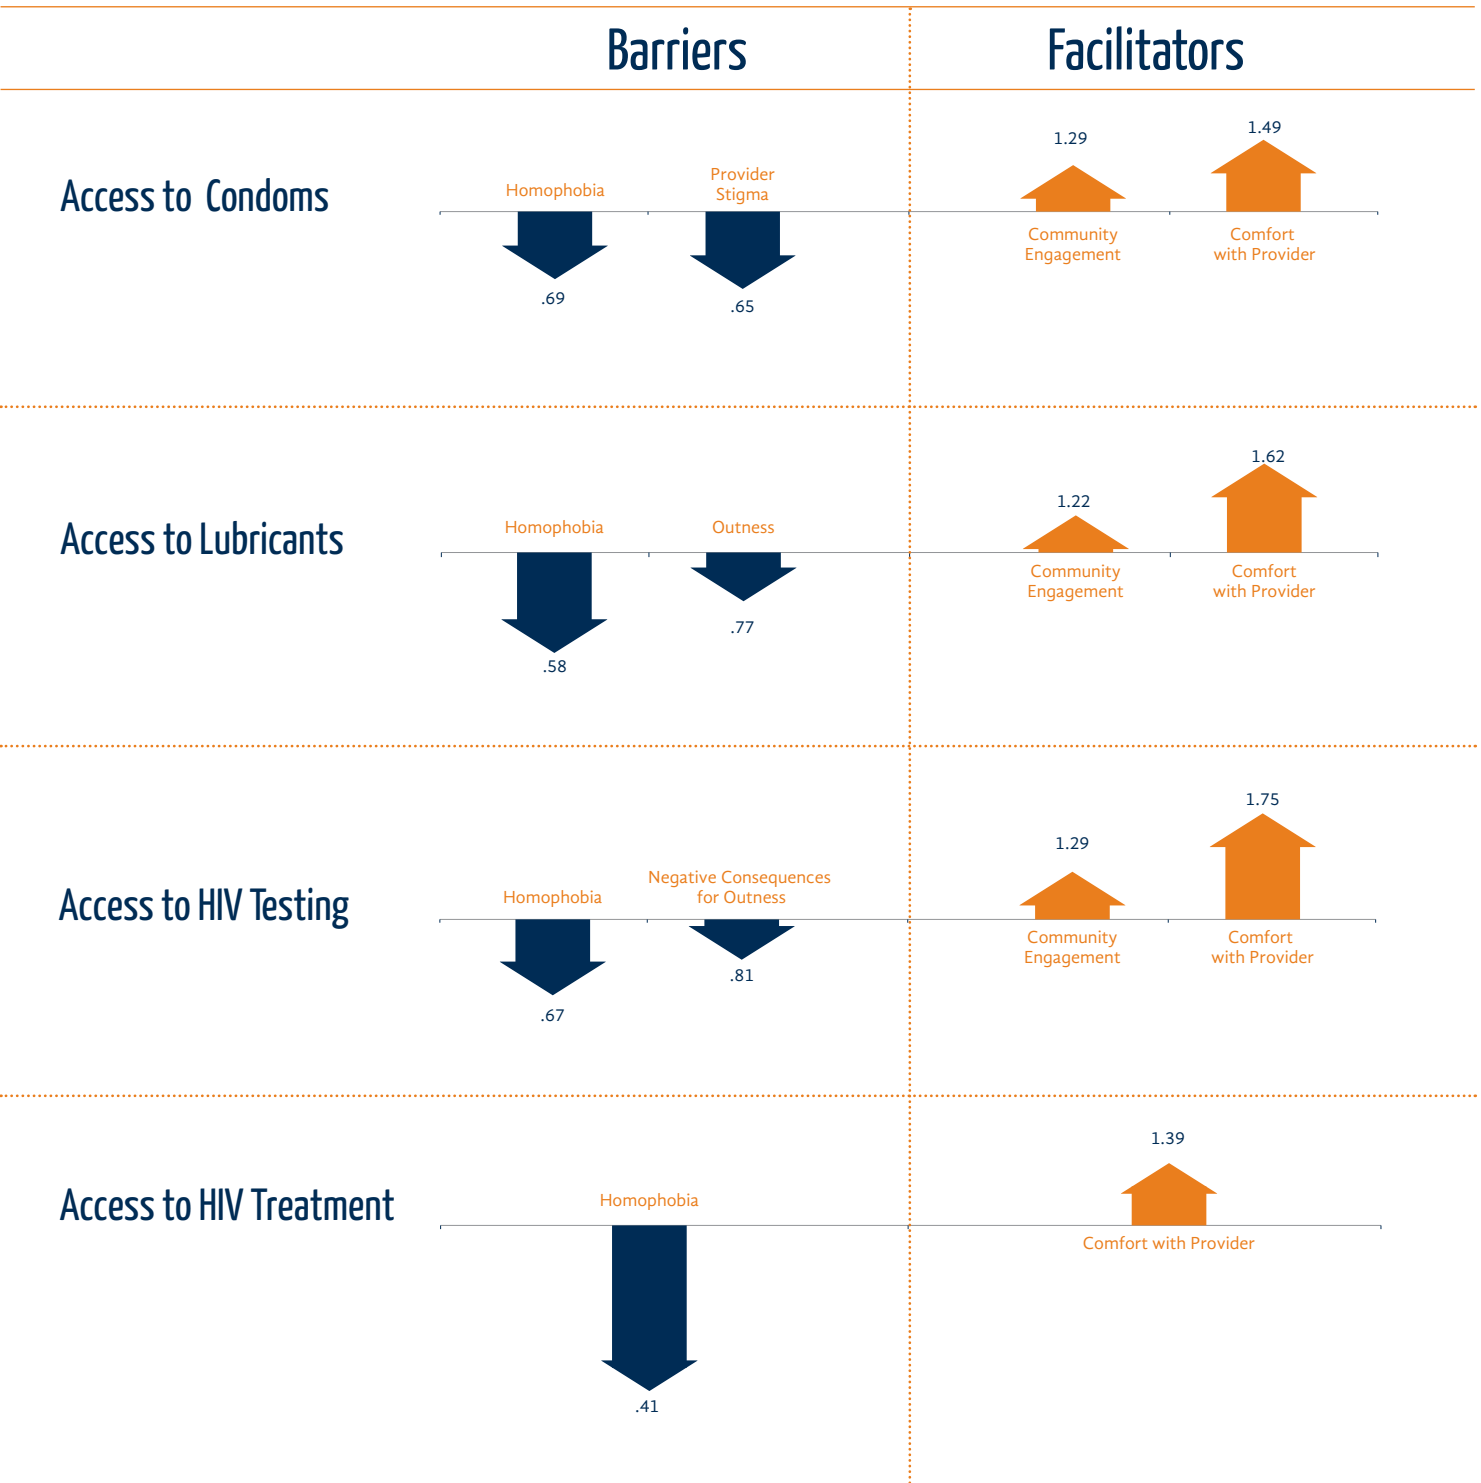 Barriers
Facilitators
Access to Condoms
Homophobia
Provider
Stigma
.69
.65
1.29
1.49
Community
Engagement
Comfort
with Provider
Access to Lubricants
Homophobia
Outness
.58
.77
1.22
1.62
Community
Engagement
Comfort
with Provider
Access to HIV Testing
Homophobia
Negative Consequences
for Outness
.67
.81
1.29
1.75
Community
Engagement
Comfort
with Provider
Access to HIV Treatment
Homophobia
.41
1.39
Comfort with Provider